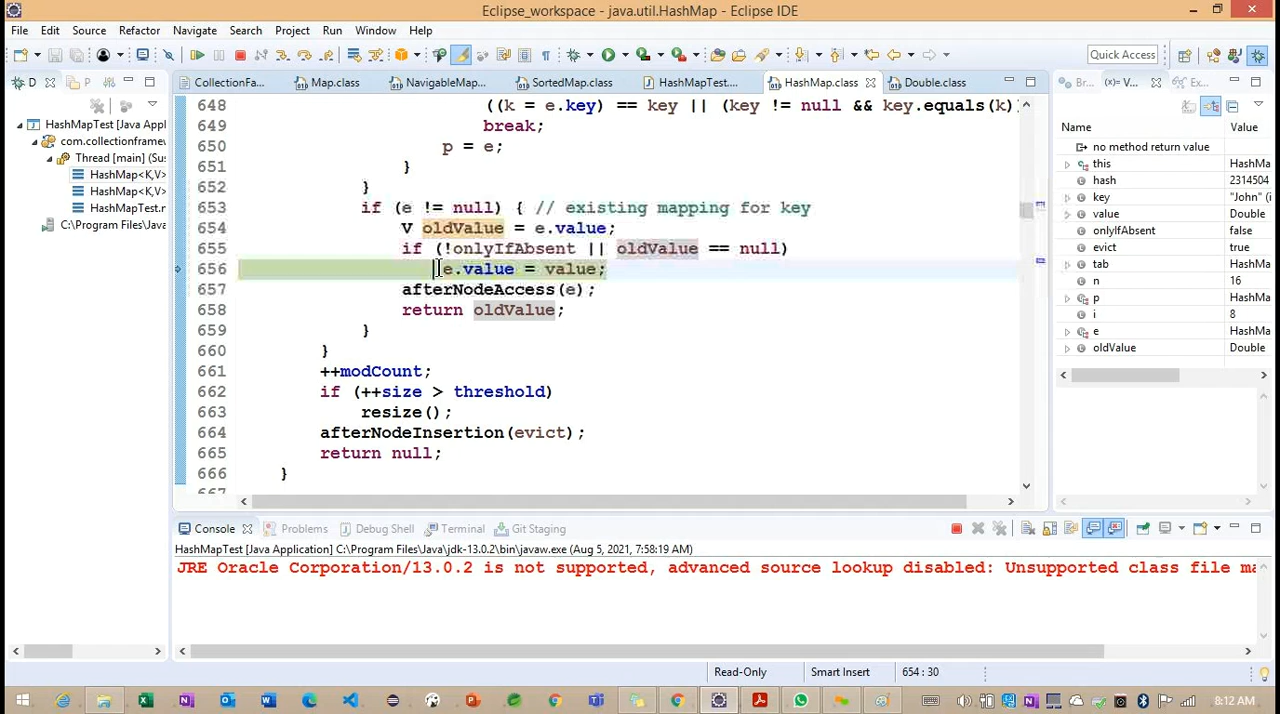 Eclipse_workspace - java.util.HashMap - Eclipse IDE
File Edit Source Refactor Navigate Search Project Run Window Help
Quick Access
D P CollectionFa... Map.class NavigableMap... SortedMap.class HashMapTest.... HashMap.class Double.class Br... (x)= V... Ex...
HashMapTest [Java Appl
com.collectionframew
Thread [main] (Sus
HashMap<K,V>
HashMap<K,V>
HashMapTest.n
C:\Program Files\Java
648 ((k = e.key) == key || (key != null && key.equals(k)
649 break;
650 p = e;
651 }
652 }
653 if (e != null) { // existing mapping for key
654 V oldValue = e.value;
655 if (!onlyIfAbsent || oldValue == null)
656 e.value = value;
657 afterNodeAccess(e);
658 return oldValue;
659 }
660 }
661 ++modCount;
662 if (++size > threshold)
663 resize();
664 afterNodeInsertion(evict);
665 return null;
666 }
667
Name Value
no method return value
this HashMa
hash 2314504
key "John" (i
value Double
onlyIfAbsent false
evict true
tab HashMa
n 16
p HashMa
i 8
e HashMa
oldValue Double
Console Problems Debug Shell Terminal Git Staging
HashMapTest [Java Application] C:\Program Files\Java\jdk-13.0.2\bin\javaw.exe (Aug 5, 2021, 7:58:19 AM)
JRE Oracle Corporation/13.0.2 is not supported, advanced source lookup disabled: Unsupported class file ma
Read-Only Smart Insert 654 : 30
8:12 AM